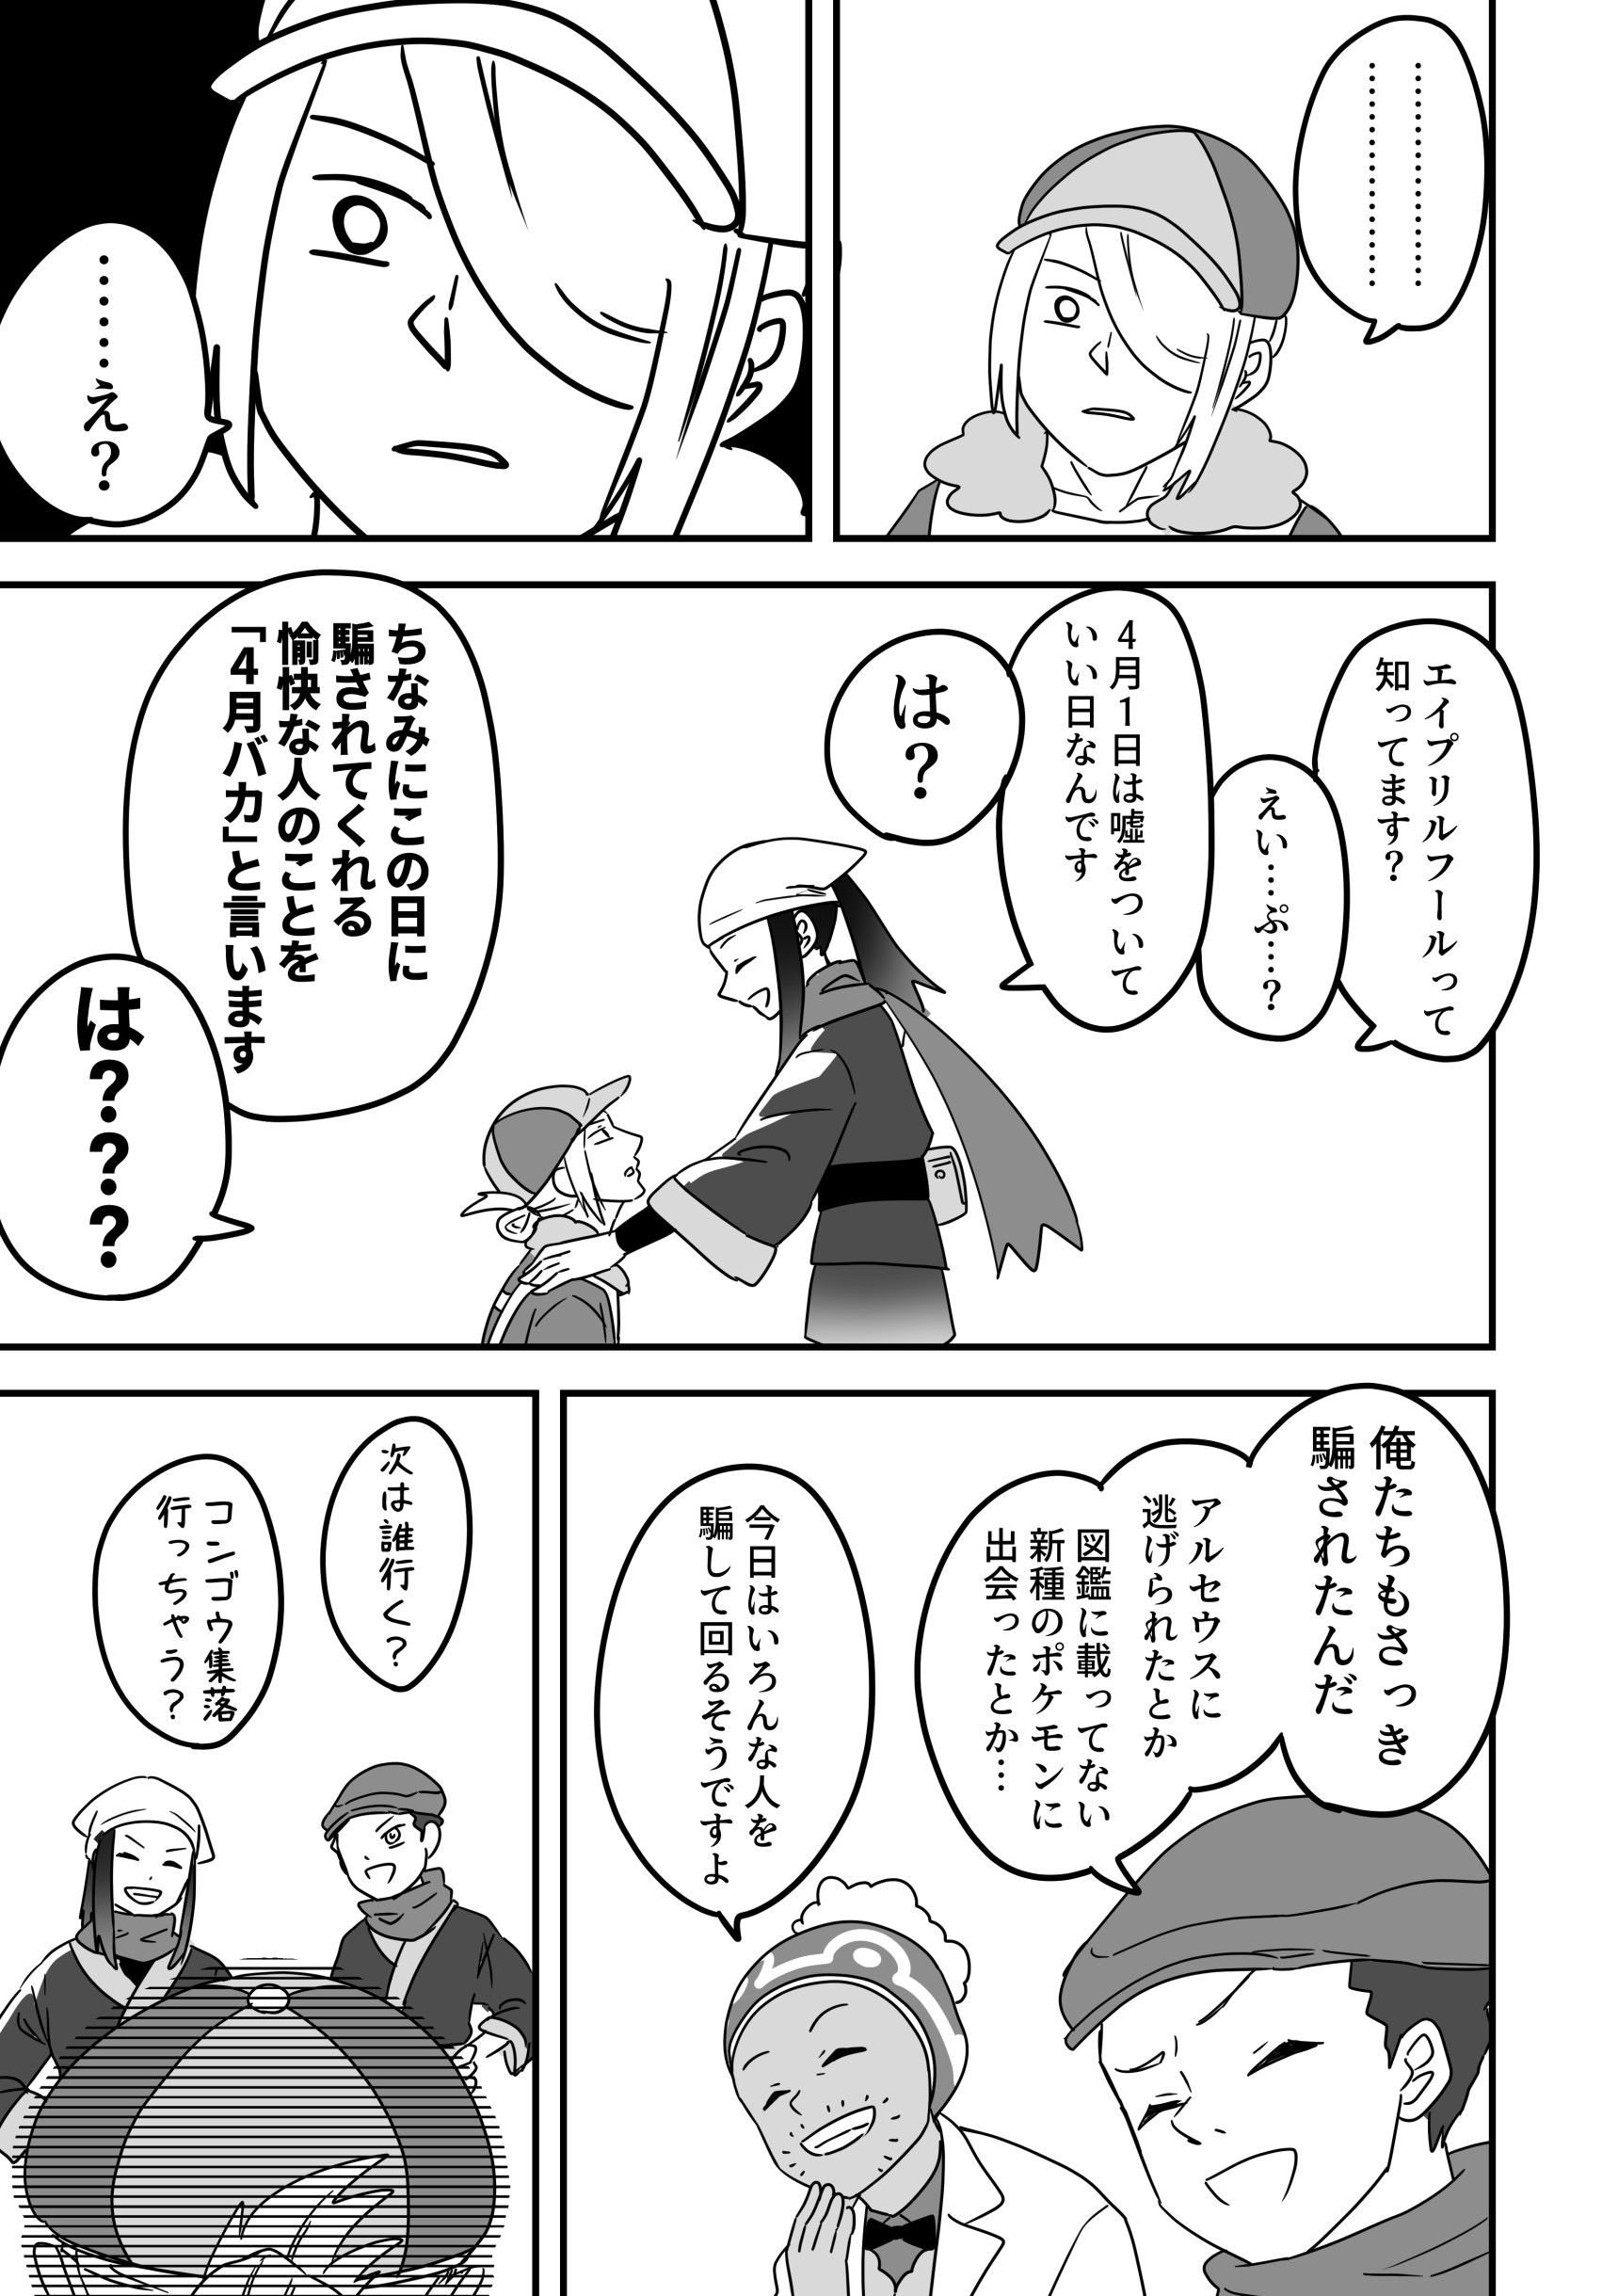 ………………
………………
……え？
エイプリルフールって
知ってます？
えい…ぷ…？
4月1日は嘘をついて
いい日なんです
は？
ちなみにこの日に
騙されてくれる
愉快な人のことを
「4月バカ」と言います
は？？？
俺たちもさっき
騙されたんだ
アルセウスに
逃げられたとか
図鑑に載ってない
新種のポケモンに
出会ったとか…
今日はいろんな人を
騙して回るそうですよ
次は誰行く？
コンゴウ集落
行っちゃう？